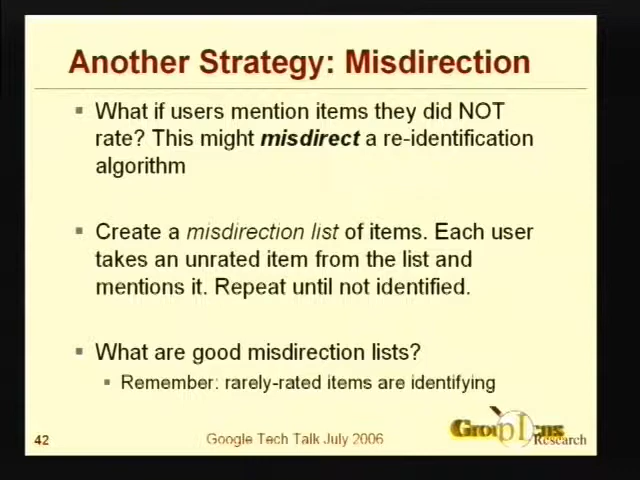 Another Strategy: Misdirection
What if users mention items they did NOT
rate? This might misdirect a re-identification
algorithm
Create a misdirection list of items. Each user
takes an unrated item from the list and
mentions it. Repeat until not identified.
What are good misdirection lists?
Remember: rarely-rated items are identifying
42
Google Tech Talk July 2006
GroupLens
Research